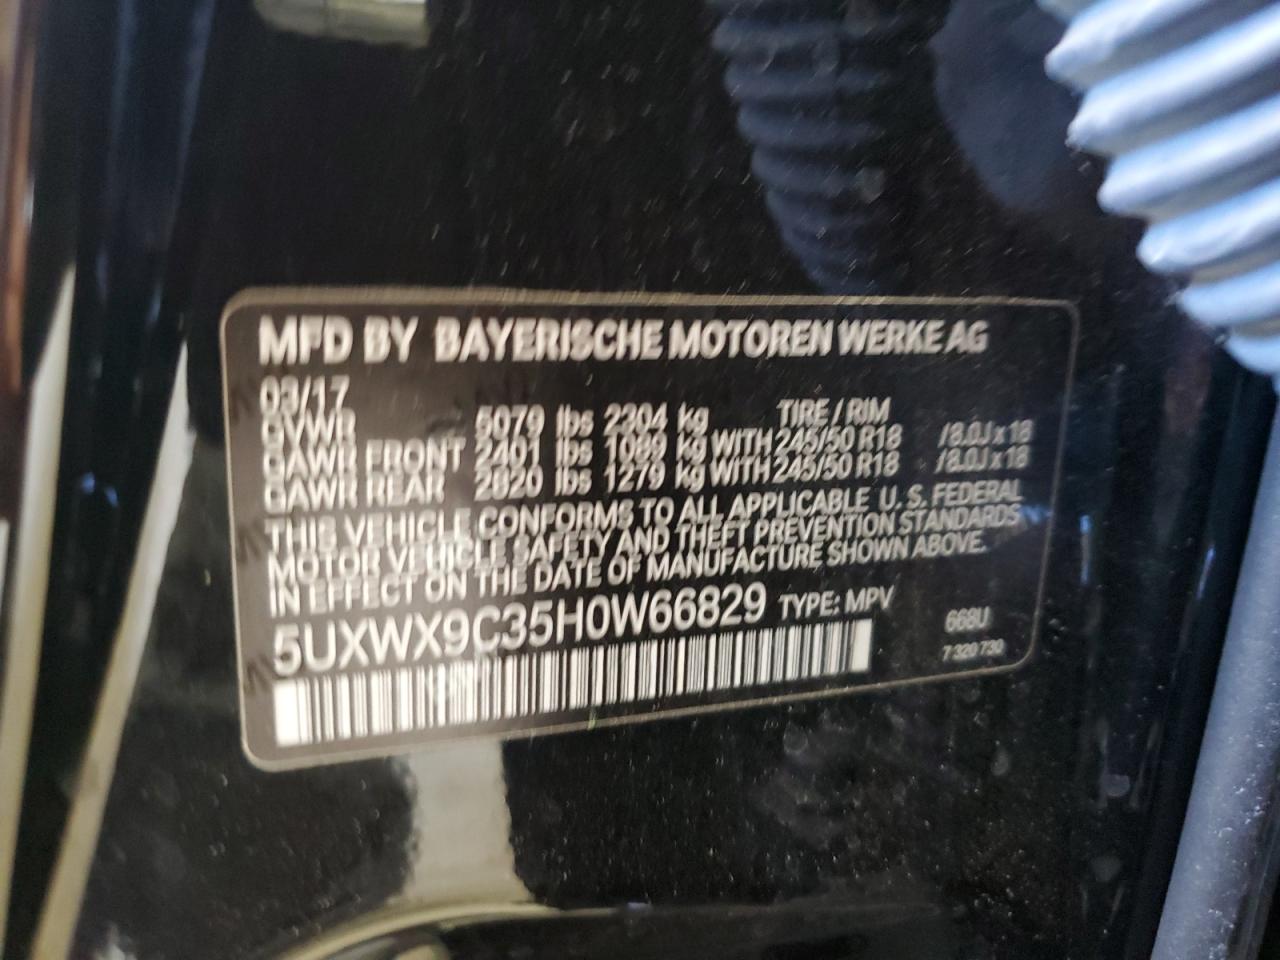 MFD BY BAYERISCHE MOTOREN WERKE AG
03/17 TIRE / RIM
GVWR 5079 lbs 2304 kg
GAWR FRONT 2401 lbs 1089 kg WITH 245/50 R18 /8.0J x 18
GAWR REAR 2820 lbs 1279 kg WITH 245/50 R18 /8.0J x 18
THIS VEHICLE CONFORMS TO ALL APPLICABLE U.S. FEDERAL
MOTOR VEHICLE SAFETY AND THEFT PREVENTION STANDARDS
IN EFFECT ON THE DATE OF MANUFACTURE SHOWN ABOVE.
5UXWX9C35H0W66829 TYPE: MPV
668U
7 320 730